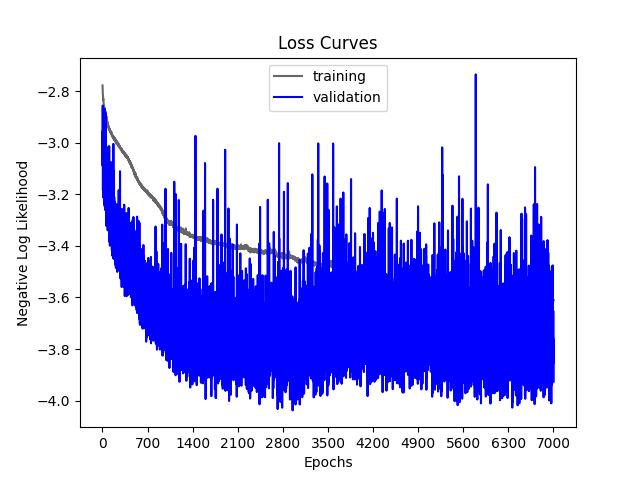 Loss Curves
training
validation
Negative Log Likelihood
−2.8
−3.0
−3.2
−3.4
−3.6
−3.8
−4.0
0 700 1400 2100 2800 3500 4200 4900 5600 6300 7000
Epochs